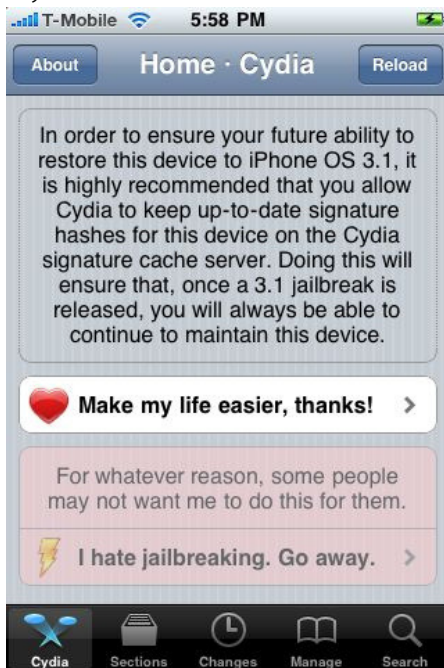 T-Mobile 5:58 PM
About Home · Cydia Reload
In order to ensure your future ability to
restore this device to iPhone OS 3.1, it
is highly recommended that you allow
Cydia to keep up-to-date signature
hashes for this device on the Cydia
signature cache server. Doing this will
ensure that, once a 3.1 jailbreak is
released, you will always be able to
continue to maintain this device.
Make my life easier, thanks!
For whatever reason, some people
may not want me to do this for them.
I hate jailbreaking. Go away.
Cydia Sections Changes Manage Search